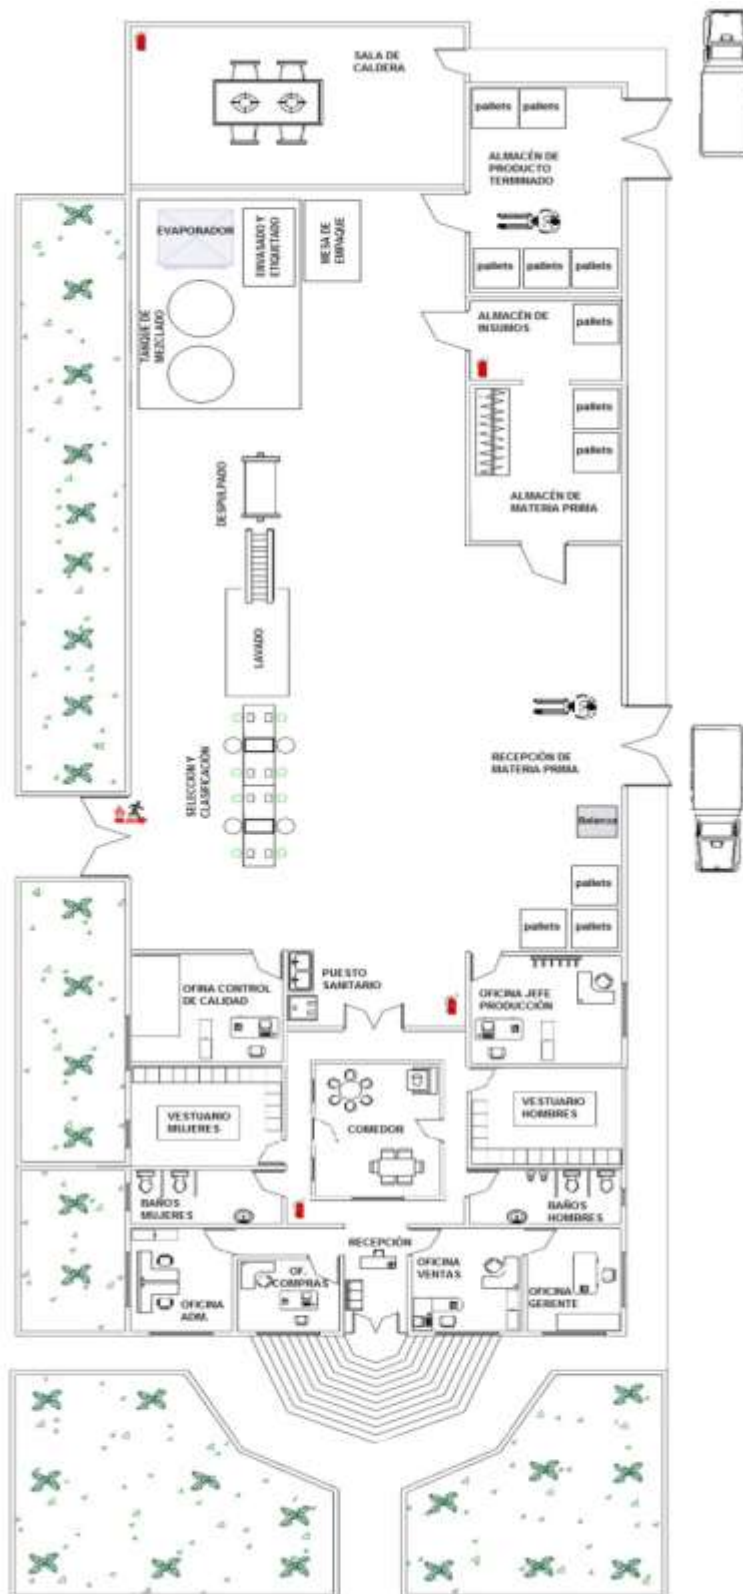 SALA DE
CALDERA
pallets
pallets
ALMACÉN DE
PRODUCTO
TERMINADO
EVAPORADOR
ENVASADO Y
ETIQUETADO
MESA DE
EMPAQUE
pallets
pallets
pallets
TANQUE DE
MEZCLADO
ALMACÉN DE
INSUMOS
pallets
pallets
pallets
ALMACÉN DE
MATERIA PRIMA
DESPULPADO
LAVADO
SELECCION Y
CLASIFICACIÓN
RECEPCIÓN DE
MATERIA PRIMA
Balanza
pallets
pallets
pallets
OFINA CONTROL
DE CALIDAD
PUESTO
SANITARIO
OFICINA JEFE
PRODUCCIÓN
VESTUARIO
MUJERES
COMEDOR
VESTUARIO
HOMBRES
BAÑOS
MUJERES
BAÑOS
HOMBRES
RECEPCIÓN
OFICINA
ADM.
OF.
COMPRAS
OFICINA
VENTAS
OFICINA
GERENTE